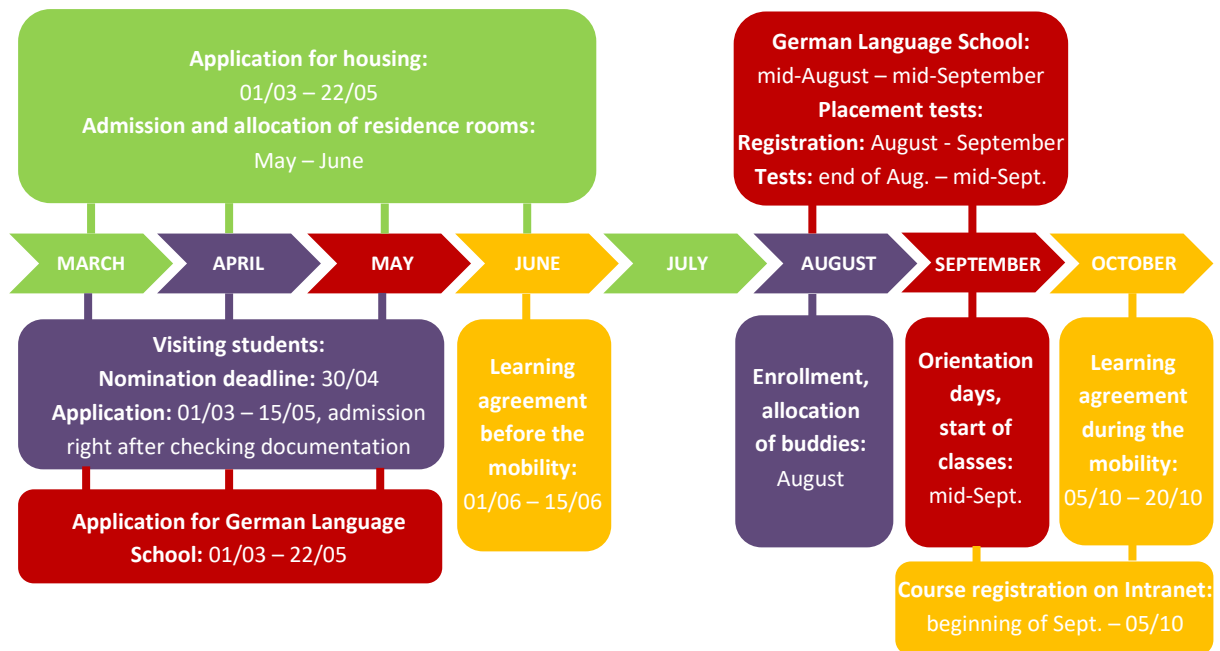 Application for housing:
01/03 – 22/05
Admission and allocation of residence rooms:
May – June
German Language School:
mid-August – mid-September
Placement tests:
Registration: August - September
Tests: end of Aug. – mid-Sept.
MARCH
APRIL
MAY
JUNE
JULY
AUGUST
SEPTEMBER
OCTOBER
Visiting students:
Nomination deadline: 30/04
Application: 01/03 – 15/05, admission
right after checking documentation
Application for German Language
School: 01/03 – 22/05
Learning
agreement
before the
mobility:
01/06 – 15/06
Enrollment,
allocation
of buddies:
August
Orientation
days,
start of
classes:
mid-Sept.
Learning
agreement
during the
mobility:
05/10 – 20/10
Course registration on Intranet:
beginning of Sept. – 05/10